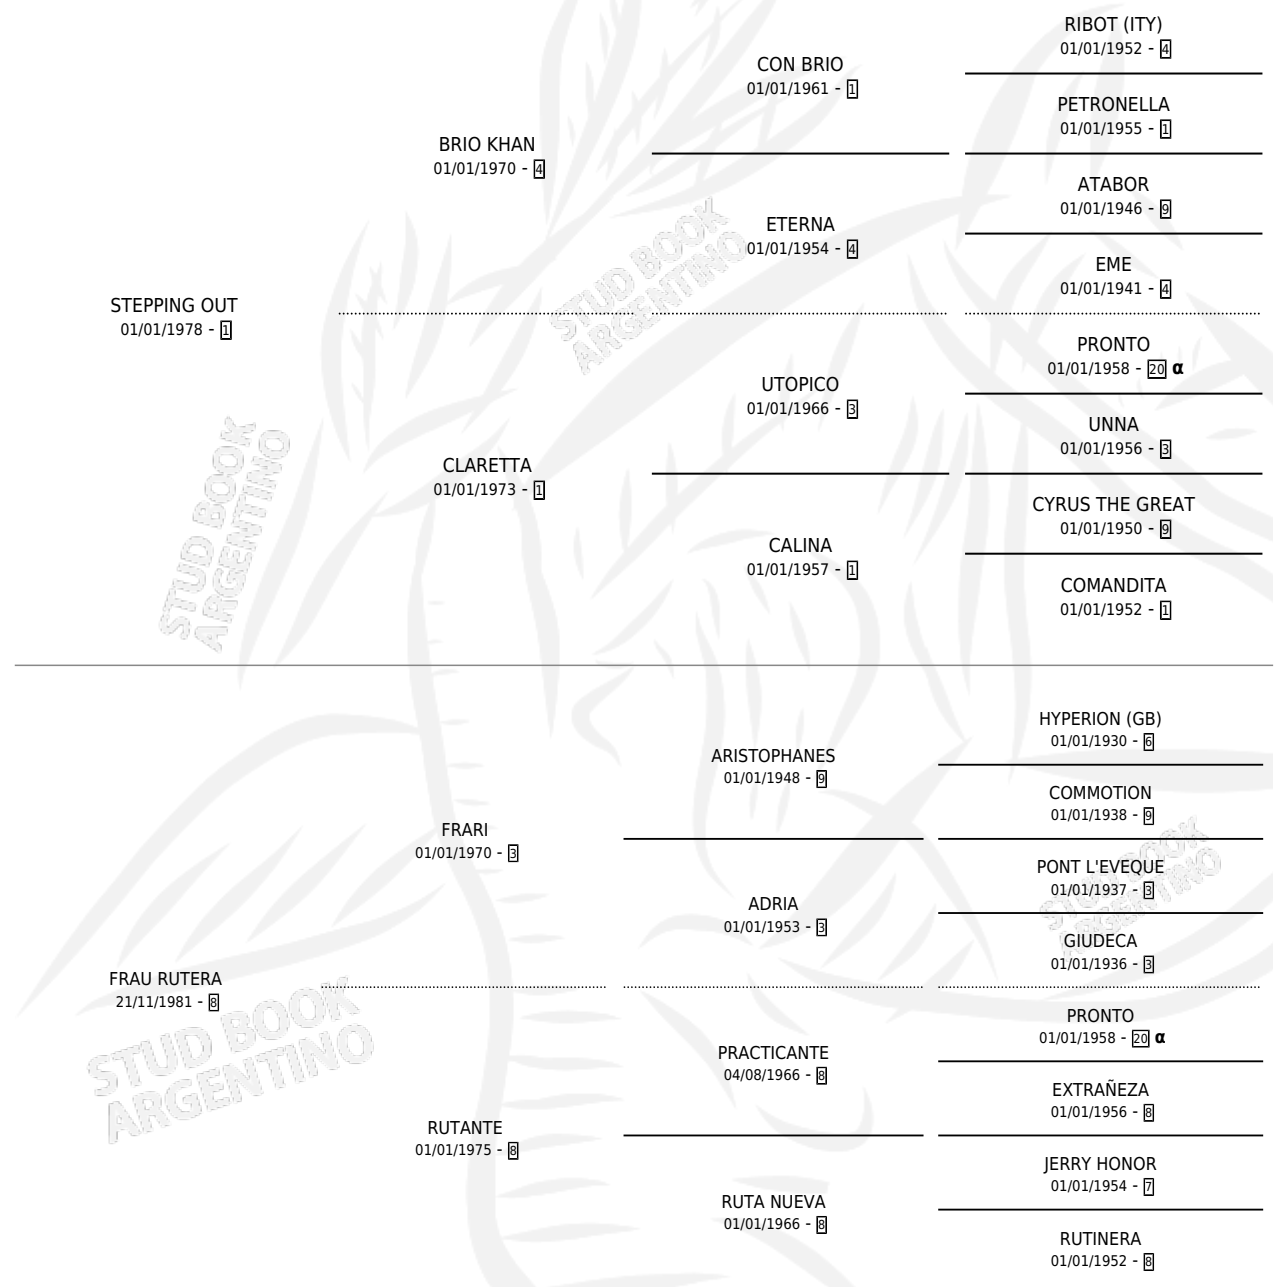 RIBOT (ITY)
01/01/1952 - 4
CON BRIO
01/01/1961 - 1
PETRONELLA
01/01/1955 - 1
BRIO KHAN
01/01/1970 - 4
ATABOR
01/01/1946 - 9
ETERNA
01/01/1954 - 4
EME
01/01/1941 - 4
STEPPING OUT
01/01/1978 - 1
PRONTO
01/01/1958 - 20 α
UTOPICO
01/01/1966 - 3
UNNA
01/01/1956 - 3
CLARETTA
01/01/1973 - 1
CYRUS THE GREAT
01/01/1950 - 9
CALINA
01/01/1957 - 1
COMANDITA
01/01/1952 - 1
HYPERION (GB)
01/01/1930 - 6
ARISTOPHANES
01/01/1948 - 9
COMMOTION
01/01/1938 - 9
FRARI
01/01/1970 - 3
PONT L'EVEQUE
01/01/1937 - 3
ADRIA
01/01/1953 - 3
GIUDECA
01/01/1936 - 3
FRAU RUTERA
21/11/1981 - 8
PRONTO
01/01/1958 - 20 α
PRACTICANTE
04/08/1966 - 8
EXTRAÑEZA
01/01/1956 - 8
RUTANTE
01/01/1975 - 8
JERRY HONOR
01/01/1954 - 7
RUTA NUEVA
01/01/1966 - 8
RUTINERA
01/01/1952 - 8
STUD BOOK
ARGENTINO
STUD BOOK
ARGENTINO
STUD BOOK
ARGENTINO
STUD BOOK
ARGENTINO